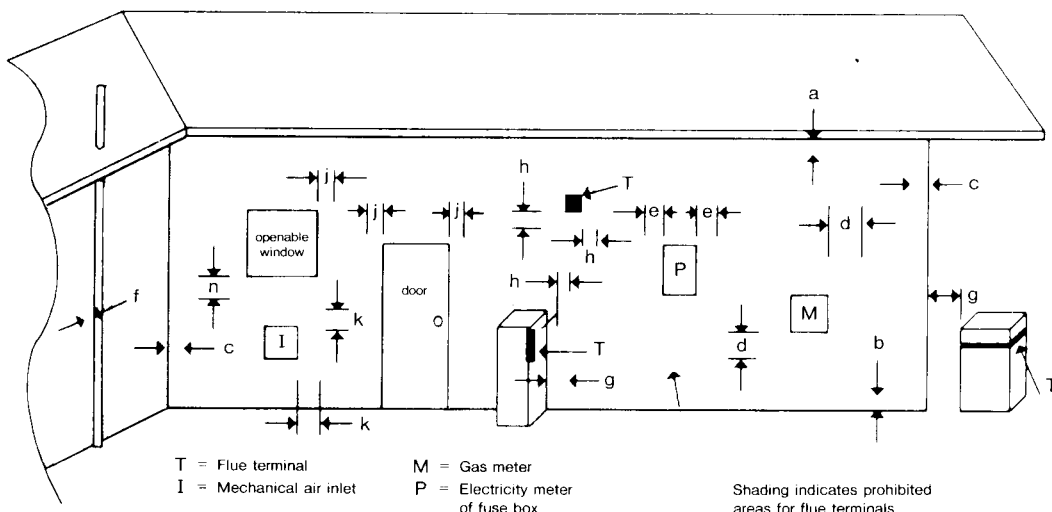 a
h
T
j
c
j
j
e
e
d
openable
window
h
P
n
door
h
f
g
k
M
I
c
T
d
b
g
T
k
T = Flue terminal
I = Mechanical air inlet
M = Gas meter
P = Electricity meter
of fuse box
Shading indicates prohibited
areas for flue terminals